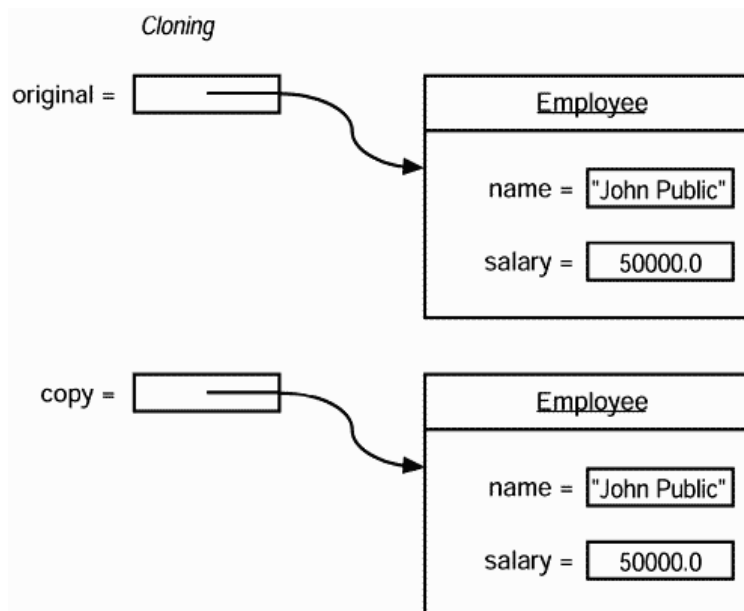 Cloning
original =
Employee
name = "John Public"
salary = 50000.0
copy =
Employee
name = "John Public"
salary = 50000.0